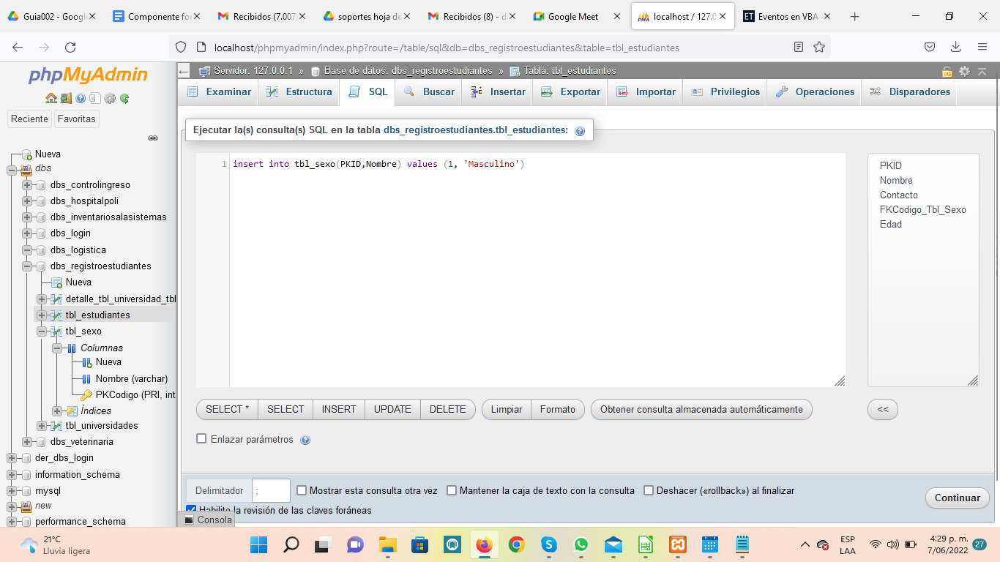 Guia002 - Googl
Componente for
Recibidos (7.007)
soportes hoja de
Recibidos (8) - d
Google Meet
localhost / 127.0
ET Eventos en VBA
localhost/phpmyadmin/index.php?route=/table/sql&db=dbs_registroestudiantes&table=tbl_estudiantes
phpMyAdmin
Reciente
Favoritas
Nueva
dbs
dbs_controlingreso
dbs_hospitalpoli
dbs_inventariosalasistemas
dbs_login
dbs_logistica
dbs_registroestudiantes
Nueva
detalle_tbl_universidad_tbl
tbl_estudiantes
tbl_sexo
Columnas
Nueva
Nombre (varchar)
PKCodigo (PRI, int
Índices
tbl_universidades
dbs_veterinaria
der_dbs_login
information_schema
mysql
new
performance_schema
Servidor: 127.0.0.1 » Base de datos: dbs_registroestudiantes » Tabla: tbl_estudiantes
Examinar
Estructura
SQL
Buscar
Insertar
Exportar
Importar
Privilegios
Operaciones
Disparadores
Ejecutar la(s) consulta(s) SQL en la tabla dbs_registroestudiantes.tbl_estudiantes:
1 insert into tbl_sexo(PKID,Nombre) values (1, 'Masculino')
PKID
Nombre
Contacto
FKCodigo_Tbl_Sexo
Edad
SELECT *
SELECT
INSERT
UPDATE
DELETE
Limpiar
Formato
Obtener consulta almacenada automáticamente
<<
Enlazar parámetros
Delimitador ;
Mostrar esta consulta otra vez
Mantener la caja de texto con la consulta
Deshacer («rollback») al finalizar
Habilite la revisión de las claves foráneas
Continuar
Consola
21°C
Lluvia ligera
ESP
LAA
4:29 p. m.
7/06/2022
27